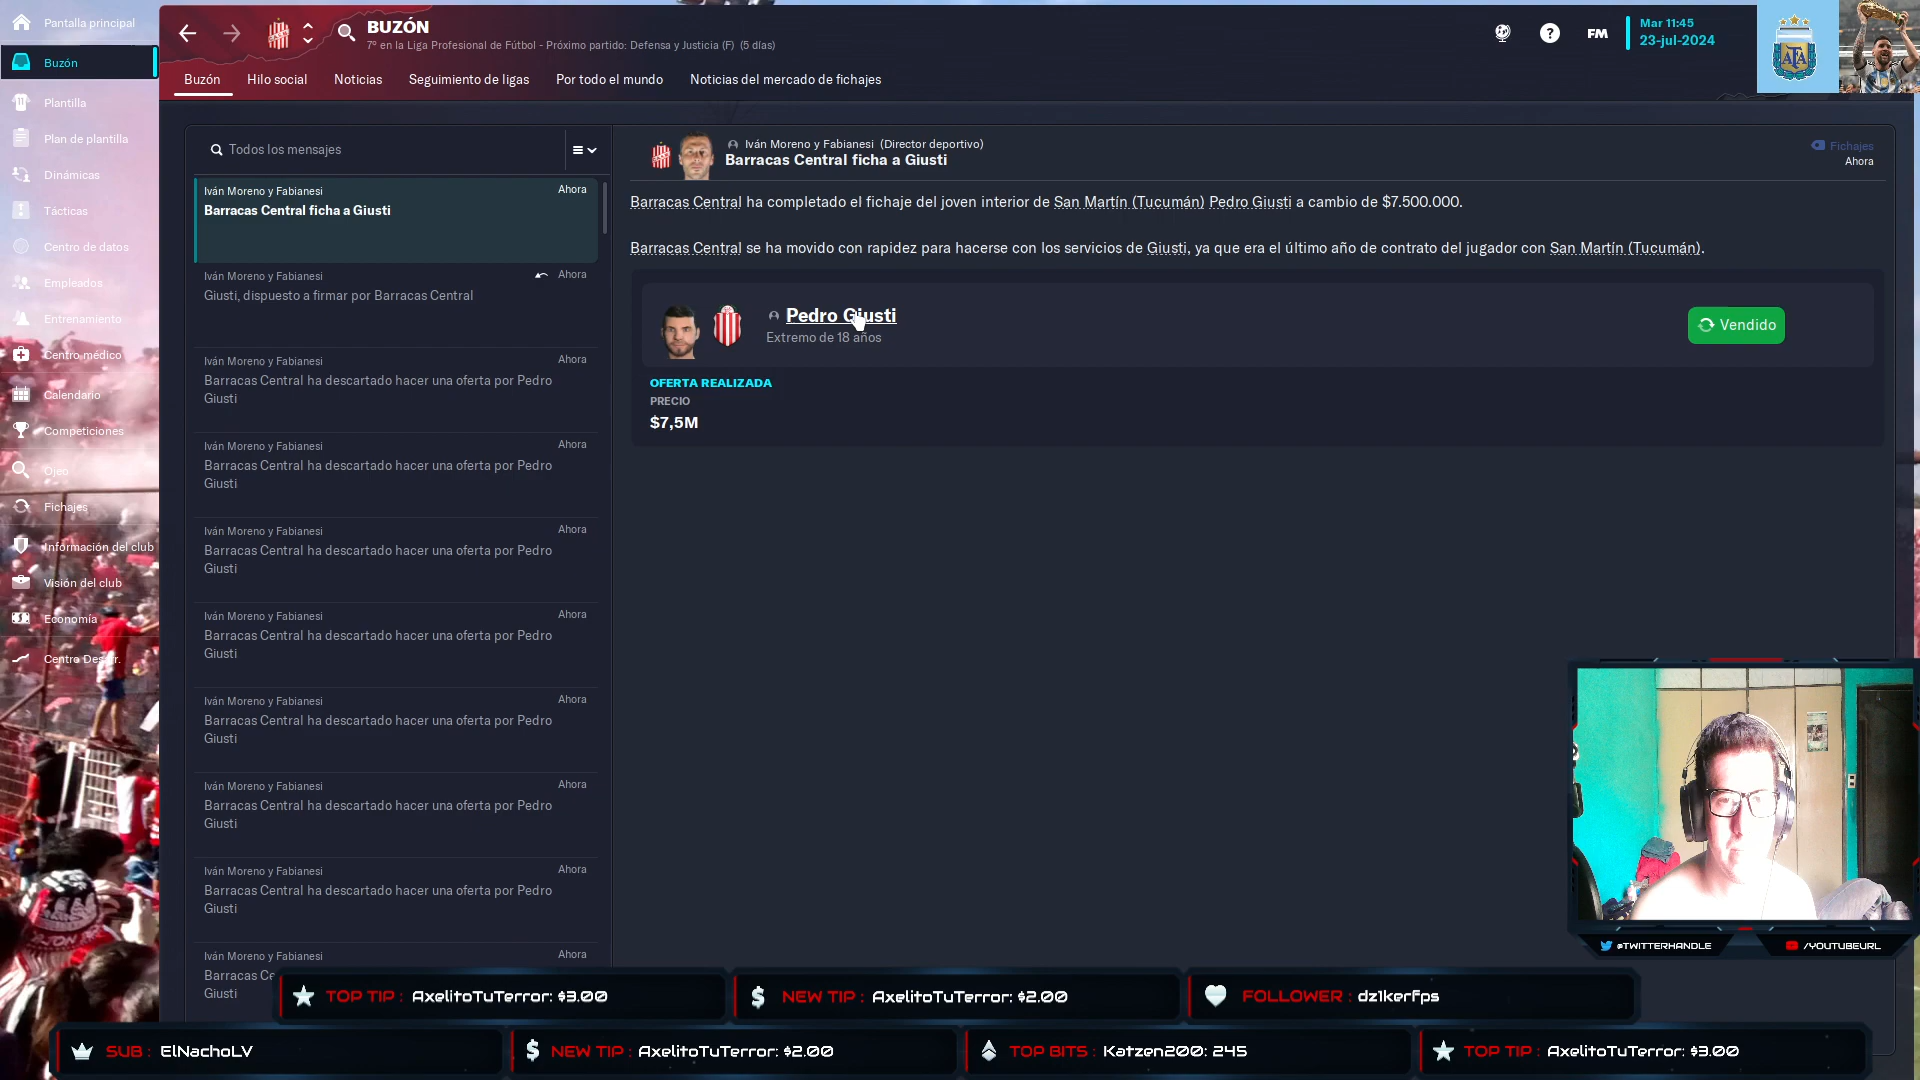 Pantalla principal
Buzón
Plantilla
Plan de plantilla
Dinámicas
Tácticas
Centro de datos
Empleados
Entrenamiento
Centro médico
Calendario
Competiciones
Ojeo
Fichajes
Información del club
Visión del club
Economía
BUZÓN
7º en la Liga Profesional de Fútbol - Próximo partido: Defensa y Justicia (F) (5 días)
FM
Mar 11:45
23-jul-2024
AFA
Buzón
Hilo social
Noticias
Seguimiento de ligas
Por todo el mundo
Noticias del mercado de fichajes
Todos los mensajes
Iván Moreno y Fabianesi
Ahora
Barracas Central ficha a Giusti
Iván Moreno y Fabianesi
Ahora
Giusti, dispuesto a firmar por Barracas Central
Iván Moreno y Fabianesi
Ahora
Barracas Central ha descartado hacer una oferta por Pedro
Giusti
Iván Moreno y Fabianesi
Ahora
Barracas Central ha descartado hacer una oferta por Pedro
Giusti
Iván Moreno y Fabianesi
Ahora
Barracas Central ha descartado hacer una oferta por Pedro
Giusti
Iván Moreno y Fabianesi
Ahora
Barracas Central ha descartado hacer una oferta por Pedro
Giusti
Iván Moreno y Fabianesi
Ahora
Barracas Central ha descartado hacer una oferta por Pedro
Giusti
Iván Moreno y Fabianesi
Ahora
Barracas Central ha descartado hacer una oferta por Pedro
Giusti
Iván Moreno y Fabianesi
Ahora
Barracas Central ha descartado hacer una oferta por Pedro
Giusti
Iván Moreno y Fabianesi
Ahora
Barracas Ce
Giusti
Iván Moreno y Fabianesi (Director deportivo)
Barracas Central ficha a Giusti
Fichajes
Ahora
Barracas Central ha completado el fichaje del joven interior de San Martín (Tucumán) Pedro Giusti a cambio de $7.500.000.
Barracas Central se ha movido con rapidez para hacerse con los servicios de Giusti, ya que era el último año de contrato del jugador con San Martín (Tucumán).
Pedro Giusti
Extremo de 18 años
Vendido
OFERTA REALIZADA
PRECIO
$7,5M
@TWITTERHANDLE
/YOUTUBEURL
TOP TIP : AxelitoTuTerror: $3.00
NEW TIP : AxelitoTuTerror: $2.00
FOLLOWER : dz1kerfps
SUB : ElNachoLV
NEW TIP : AxelitoTuTerror: $2.00
TOP BITS : Katzen200: 245
TOP TIP : AxelitoTuTerror: $3.00